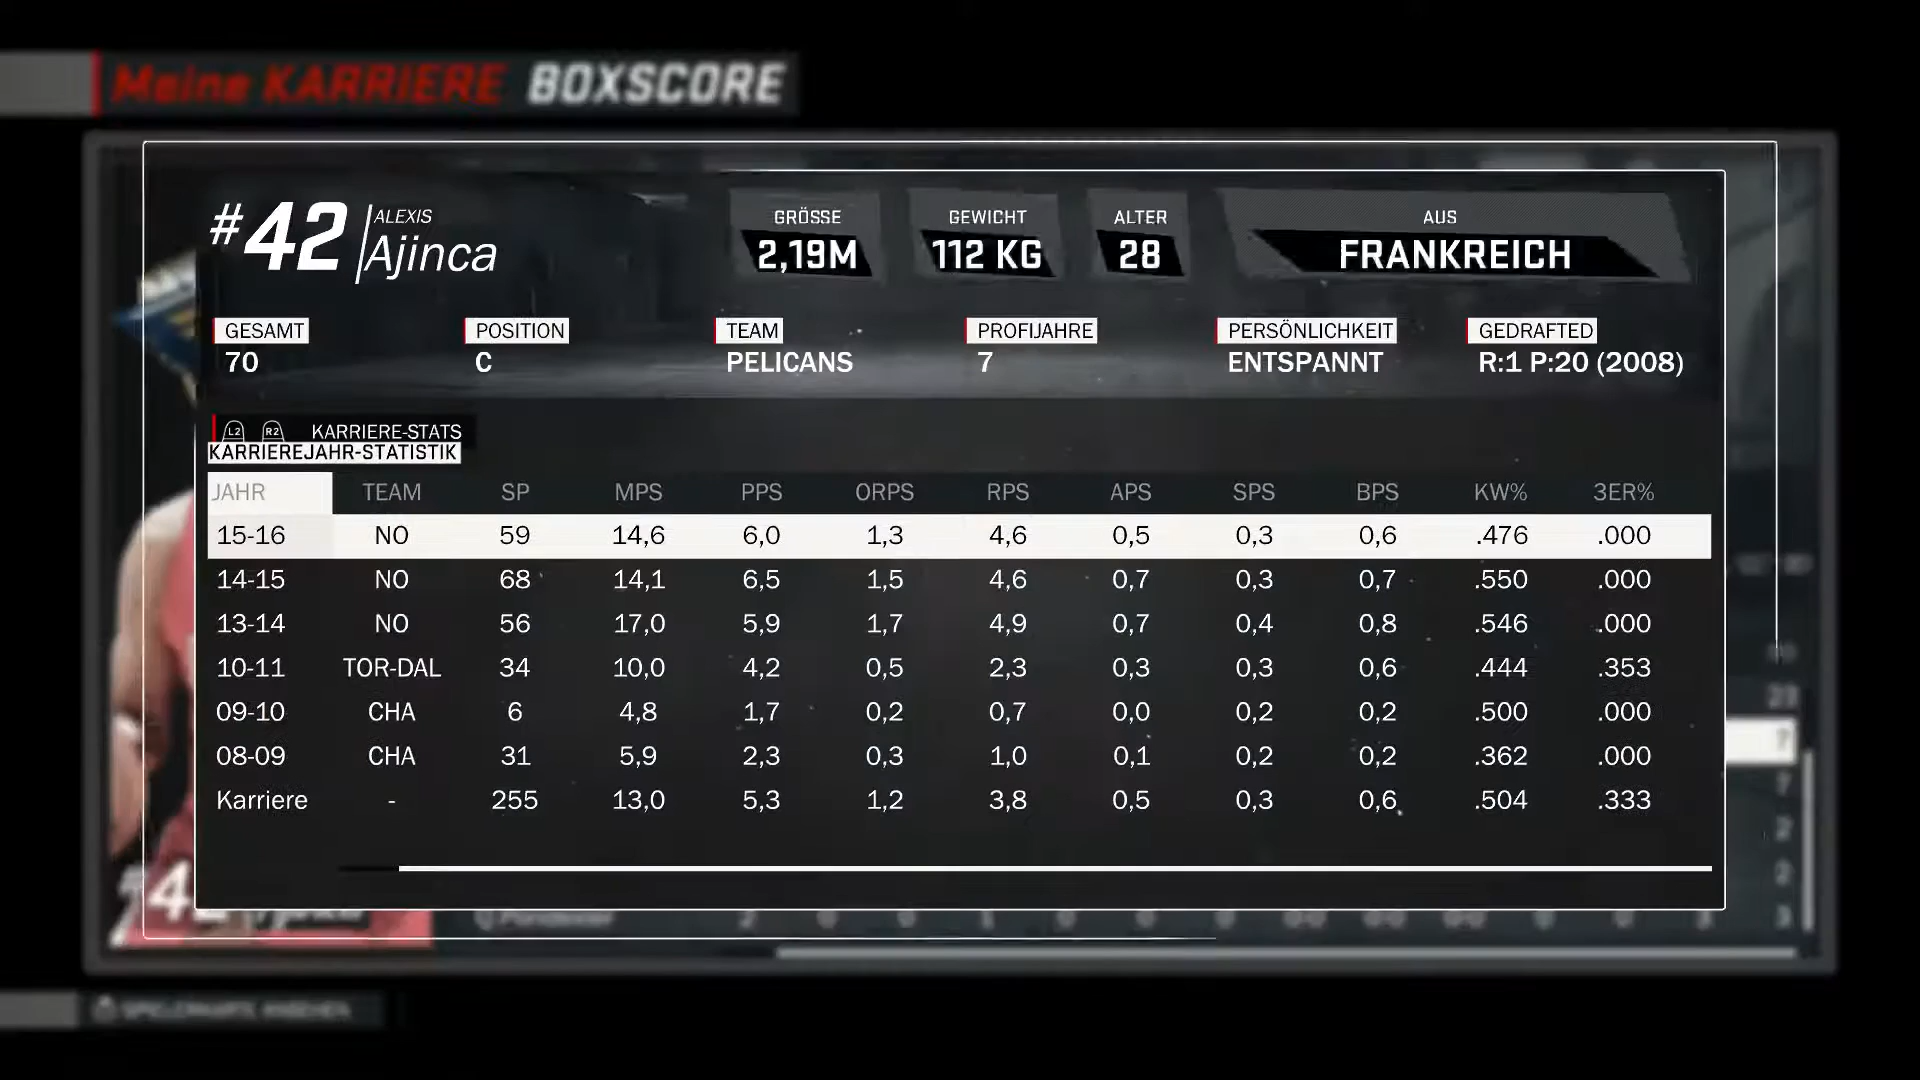 Meine KARRIERE BOXSCORE
#42 ALEXIS Ajinca
GRÖSSE GEWICHT ALTER AUS
2,19M 112 KG 28 FRANKREICH
GESAMT POSITION TEAM PROFIJAHRE PERSÖNLICHKEIT GEDRAFTED
70 C PELICANS 7 ENTSPANNT R:1 P:20 (2008)
L2 R2 KARRIERE-STATS
KARRIEREJAHR-STATISTIK
JAHR TEAM SP MPS PPS ORPS RPS APS SPS BPS KW% 3ER%
15-16 NO 59 14,6 6,0 1,3 4,6 0,5 0,3 0,6 .476 .000
14-15 NO 68 14,1 6,5 1,5 4,6 0,7 0,3 0,7 .550 .000
13-14 NO 56 17,0 5,9 1,7 4,9 0,7 0,4 0,8 .546 .000
10-11 TOR-DAL 34 10,0 4,2 0,5 2,3 0,3 0,3 0,6 .444 .353
09-10 CHA 6 4,8 1,7 0,2 0,7 0,0 0,2 0,2 .500 .000
08-09 CHA 31 5,9 2,3 0,3 1,0 0,1 0,2 0,2 .362 .000
Karriere - 255 13,0 5,3 1,2 3,8 0,5 0,3 0,6 .504 .333
SPIELERKARTE ANSEHEN